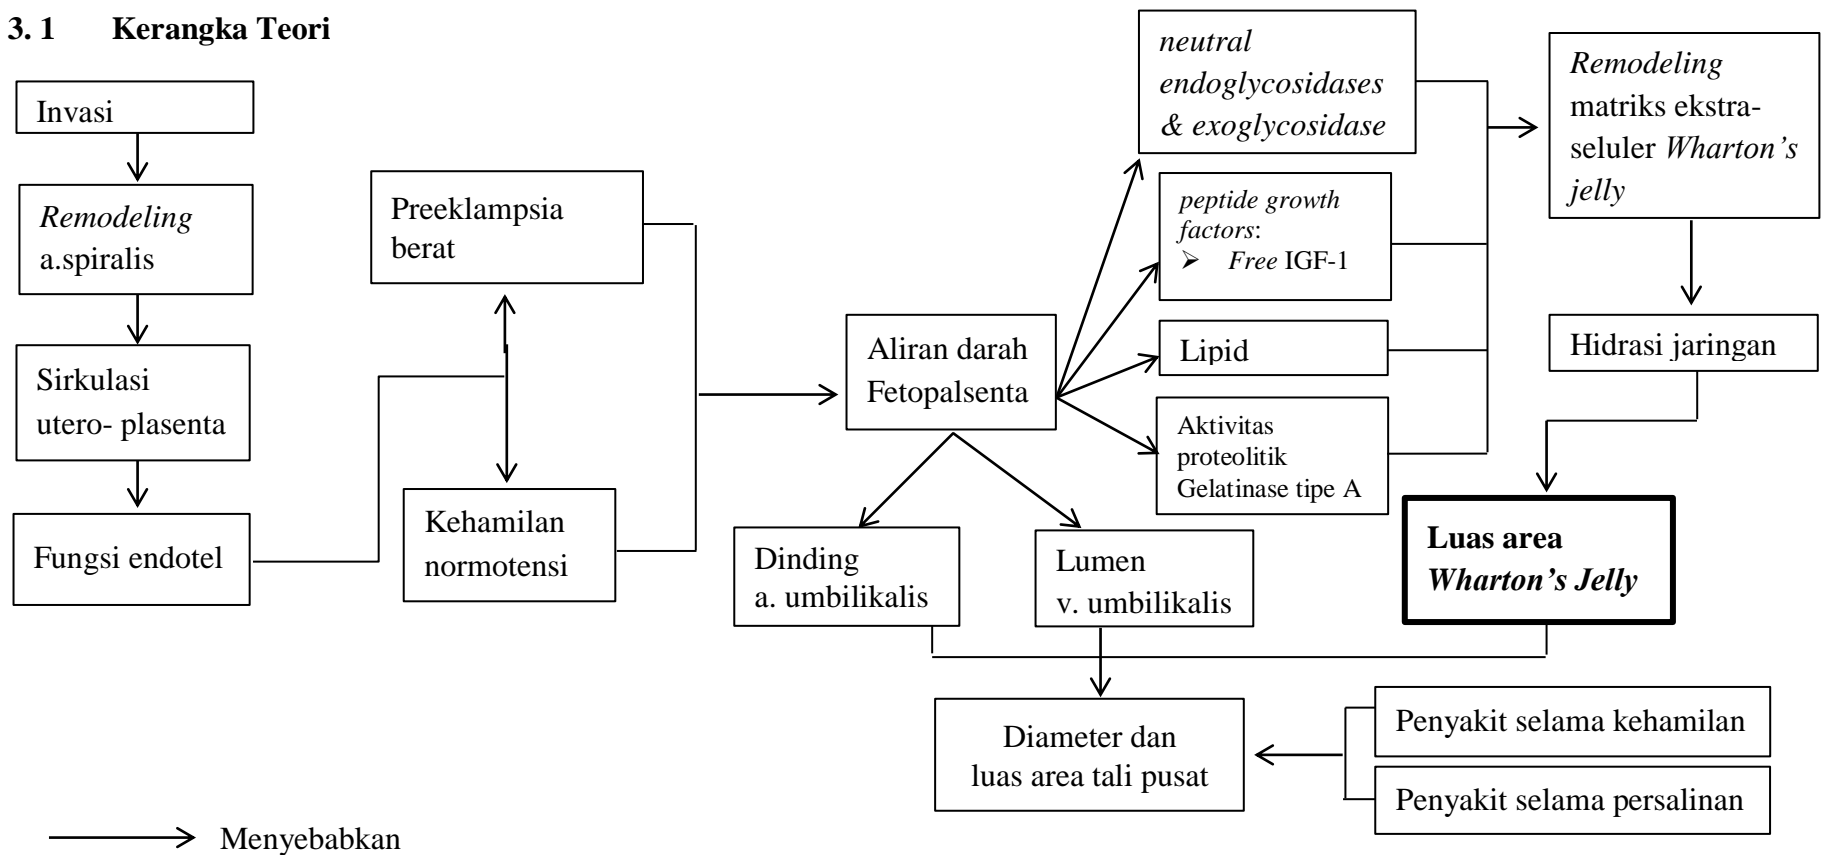 3. 1 Kerangka Teori
Invasi
Remodeling
a.spiralis
Sirkulasi
utero- plasenta
Fungsi endotel
Preeklampsia
berat
Kehamilan
normotensi
Aliran darah
Fetopalsenta
neutral
endoglycosidases
& exoglycosidase
peptide growth
factors:
➢ Free IGF-1
Lipid
Aktivitas
proteolitik
Gelatinase tipe A
Remodeling
matriks ekstra-
seluler Wharton’s
jelly
Hidrasi jaringan
Luas area
Wharton’s Jelly
Dinding
a. umbilikalis
Lumen
v. umbilikalis
Diameter dan
luas area tali pusat
Penyakit selama kehamilan
Penyakit selama persalinan
Menyebabkan